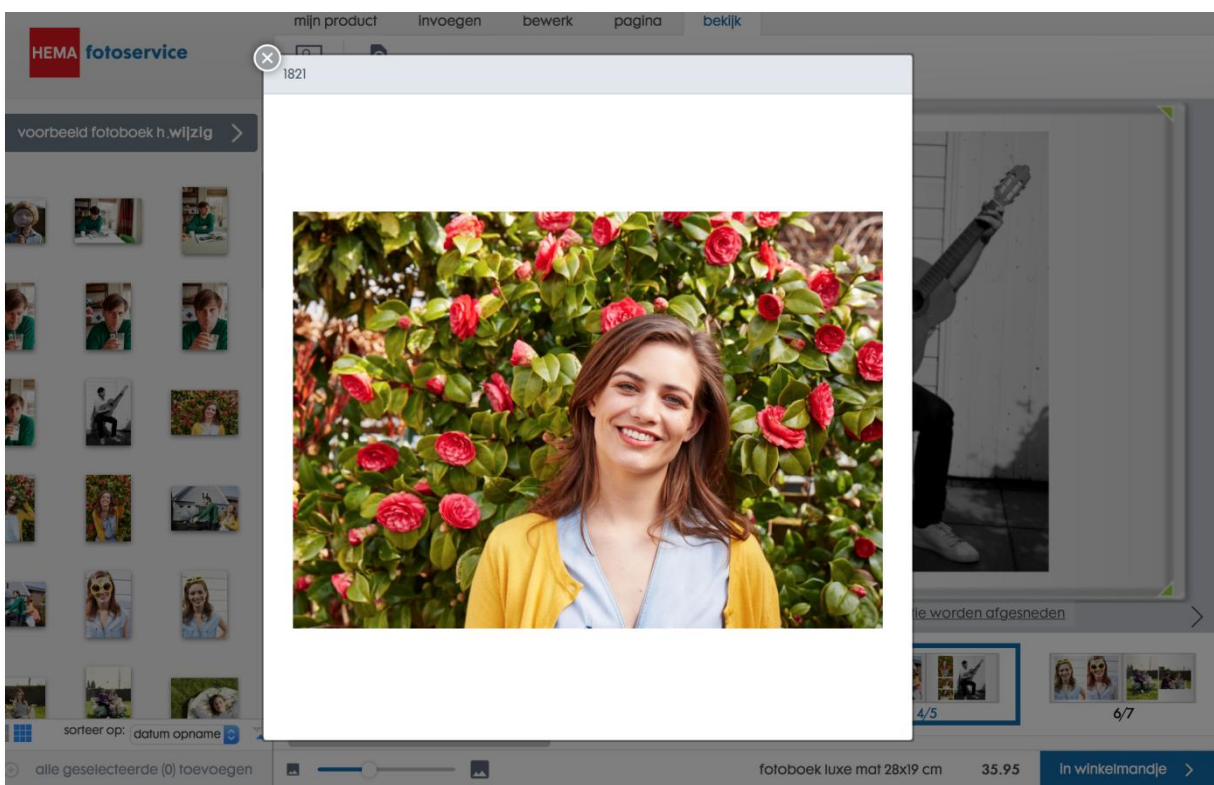 mijn product invoegen bewerk pagina bekijk
HEMA fotoservice
1821
voorbeeld fotoboek h. wijzig
worden afgesneden
4/5
6/7
sorteer op: datum opname
alle geselecteerde (0) toevoegen
fotoboek luxe mat 28x19 cm 35.95 in winkelmandje